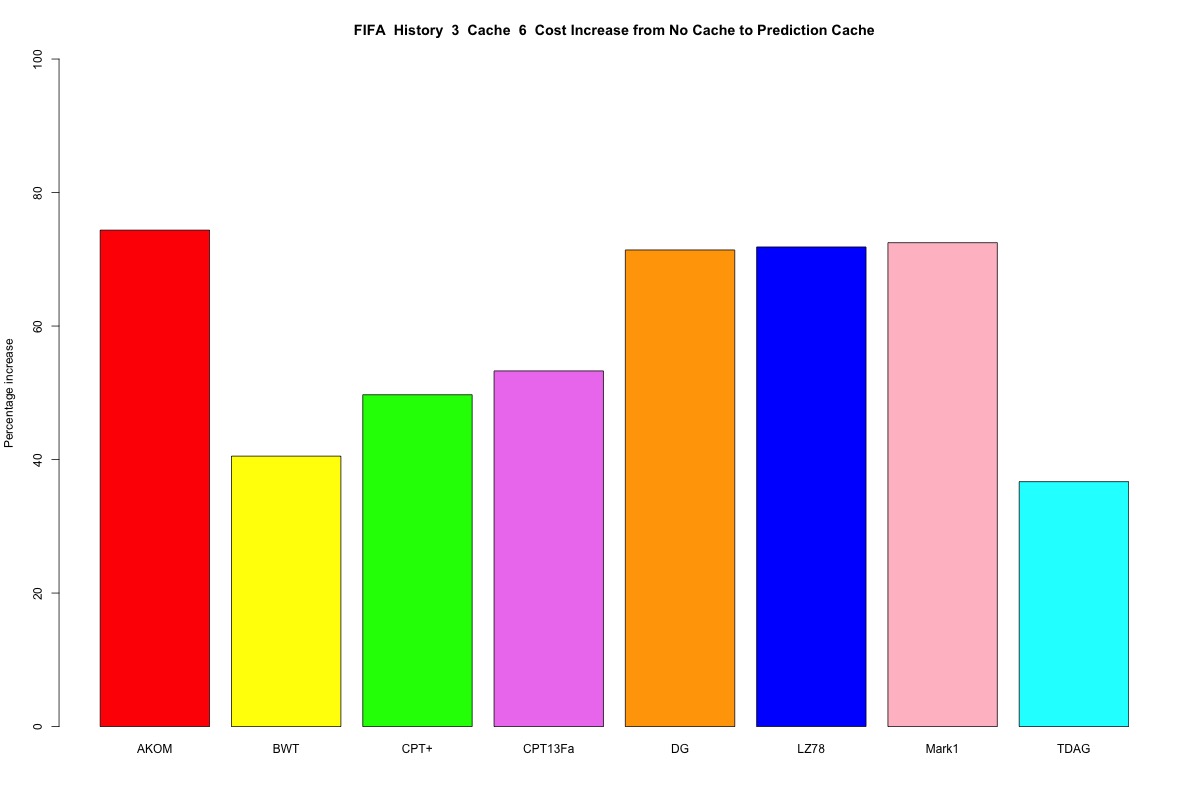 FIFA  History  3  Cache  6  Cost Increase from No Cache to Prediction Cache
Percentage increase
100
80
60
40
20
0
AKOM BWT CPT+ CPT13Fa DG LZ78 Mark1 TDAG